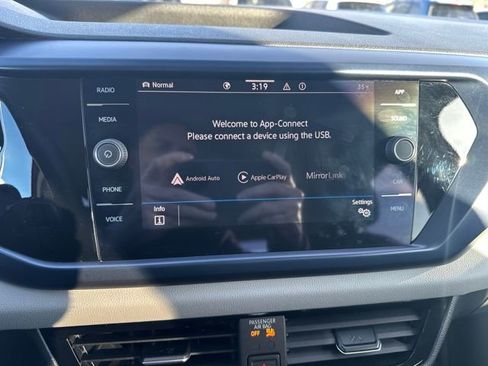 RADIO
MEDIA
PHONE
VOICE
Normal
3:19
35
Welcome to App-Connect
Please connect a device using the USB.
Android Auto
Apple CarPlay
MirrorLink
Info
Settings
APP
SOUND
CAR
MENU
PASSENGER
AIR BAG
OFF